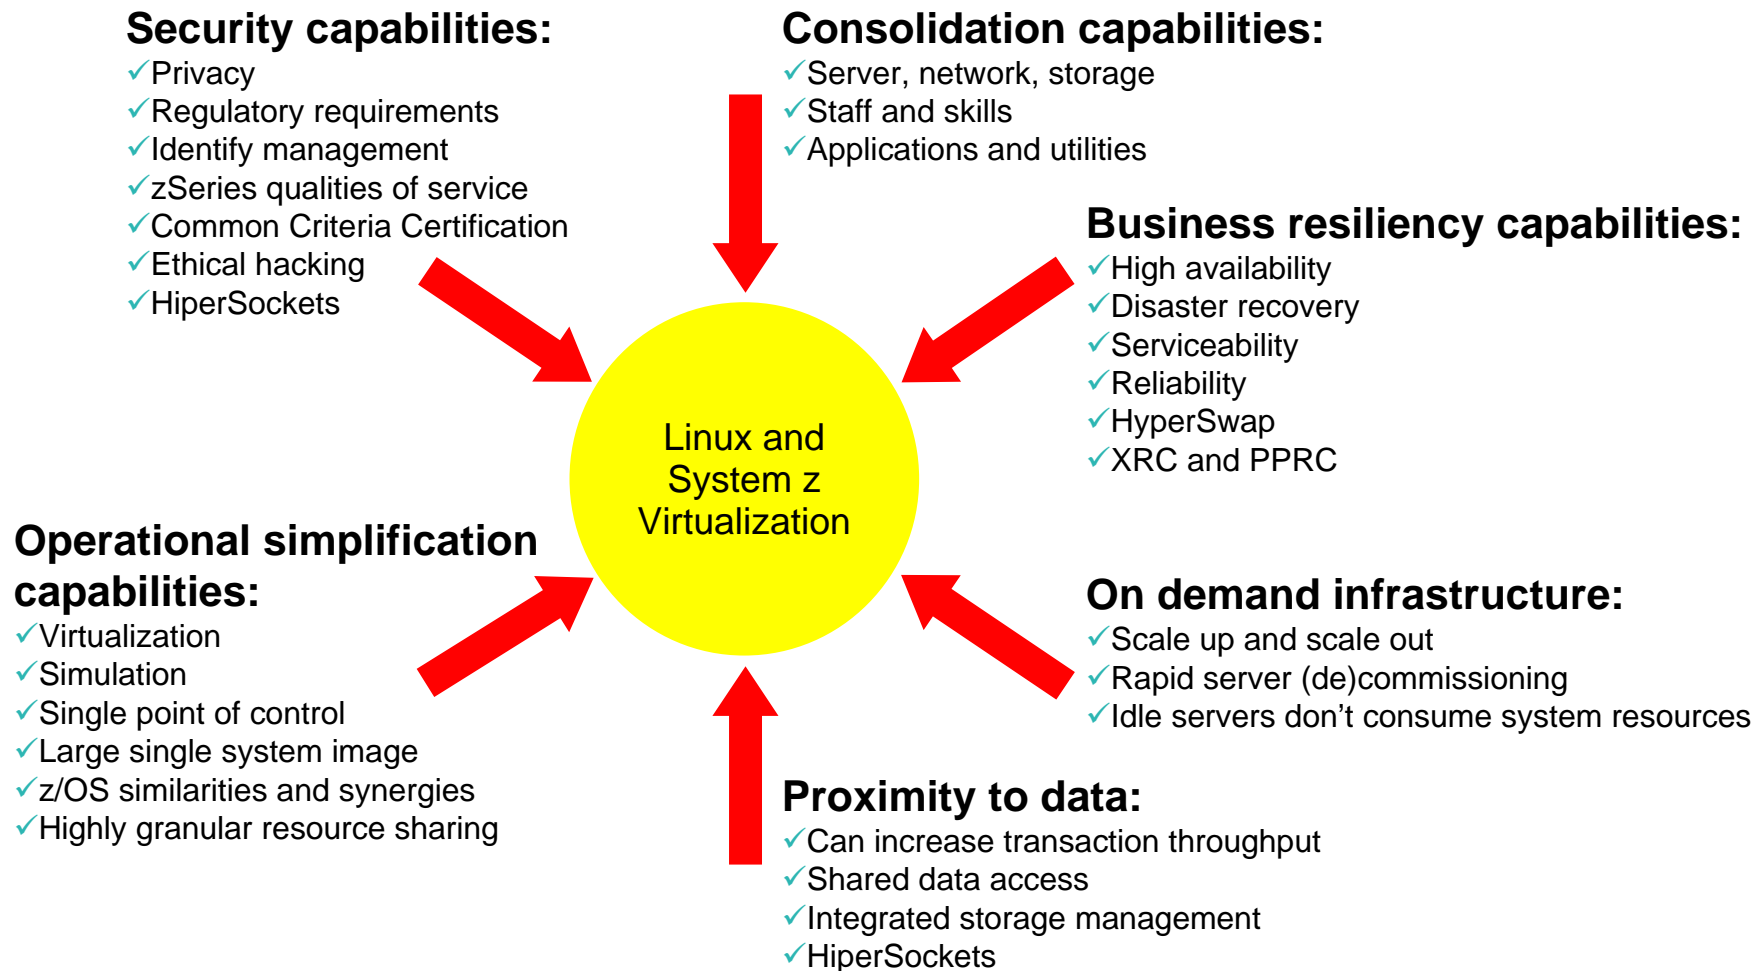 Security capabilities:
✓Privacy
✓Regulatory requirements
✓Identify management
✓zSeries qualities of service
✓Common Criteria Certification
✓Ethical hacking
✓HiperSockets
Consolidation capabilities:
✓Server, network, storage
✓Staff and skills
✓Applications and utilities
Business resiliency capabilities:
✓High availability
✓Disaster recovery
✓Serviceability
✓Reliability
✓HyperSwap
✓XRC and PPRC
Linux and
System z
Virtualization
Operational simplification
capabilities:
✓Virtualization
✓Simulation
✓Single point of control
✓Large single system image
✓z/OS similarities and synergies
✓Highly granular resource sharing
On demand infrastructure:
✓Scale up and scale out
✓Rapid server (de)commissioning
✓Idle servers don’t consume system resources
Proximity to data:
✓Can increase transaction throughput
✓Shared data access
✓Integrated storage management
✓HiperSockets